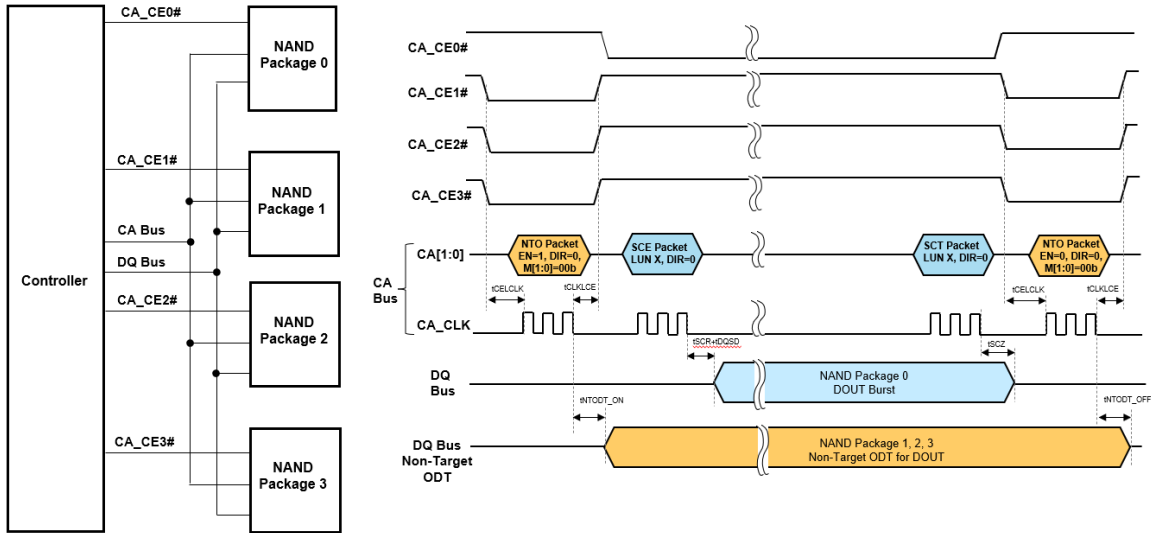 CA_CE0#
NAND
Package 0
CA_CE1#
NAND
Package 1
CA Bus
DQ Bus
Controller
CA_CE2#
NAND
Package 2
CA_CE3#
NAND
Package 3
CA_CE0#
CA_CE1#
CA_CE2#
CA_CE3#
CA
Bus
CA[1:0]
NTO Packet
EN=1, DIR=0,
M[1:0]=00b
SCE Packet
LUN X, DIR=0
SCT Packet
LUN X, DIR=0
NTO Packet
EN=0, DIR=0,
M[1:0]=00b
tCELCLK
tCLKLCE
tCELCLK
tCLKLCE
CA_CLK
tSCR+tDQSD
tSCZ
DQ
Bus
NAND Package 0
DOUT Burst
tNTODT_ON
tNTODT_OFF
DQ Bus
Non-Target
ODT
NAND Package 1, 2, 3
Non-Target ODT for DOUT